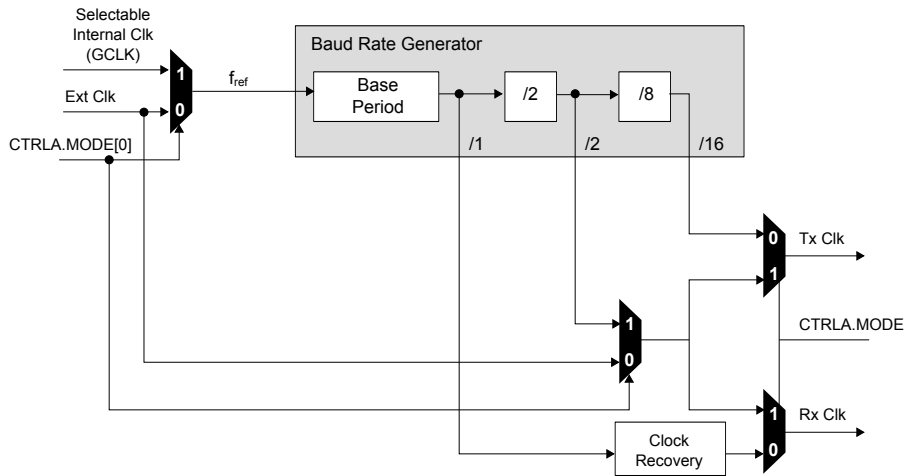 Selectable
Internal Clk
(GCLK)
Baud Rate Generator
1
0
f_ref
Base
Period
/2
/8
Ext Clk
CTRLA.MODE[0]
/1
/2
/16
0
1
Tx Clk
1
0
CTRLA.MODE
1
0
Rx Clk
Clock
Recovery